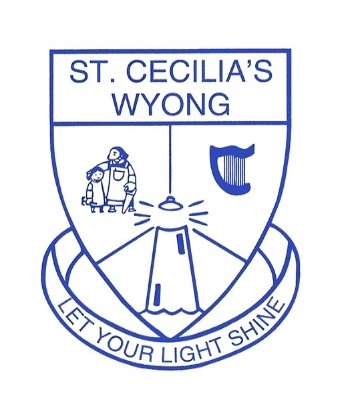 ST. CECILIA'S
WYONG
LET YOUR LIGHT SHINE